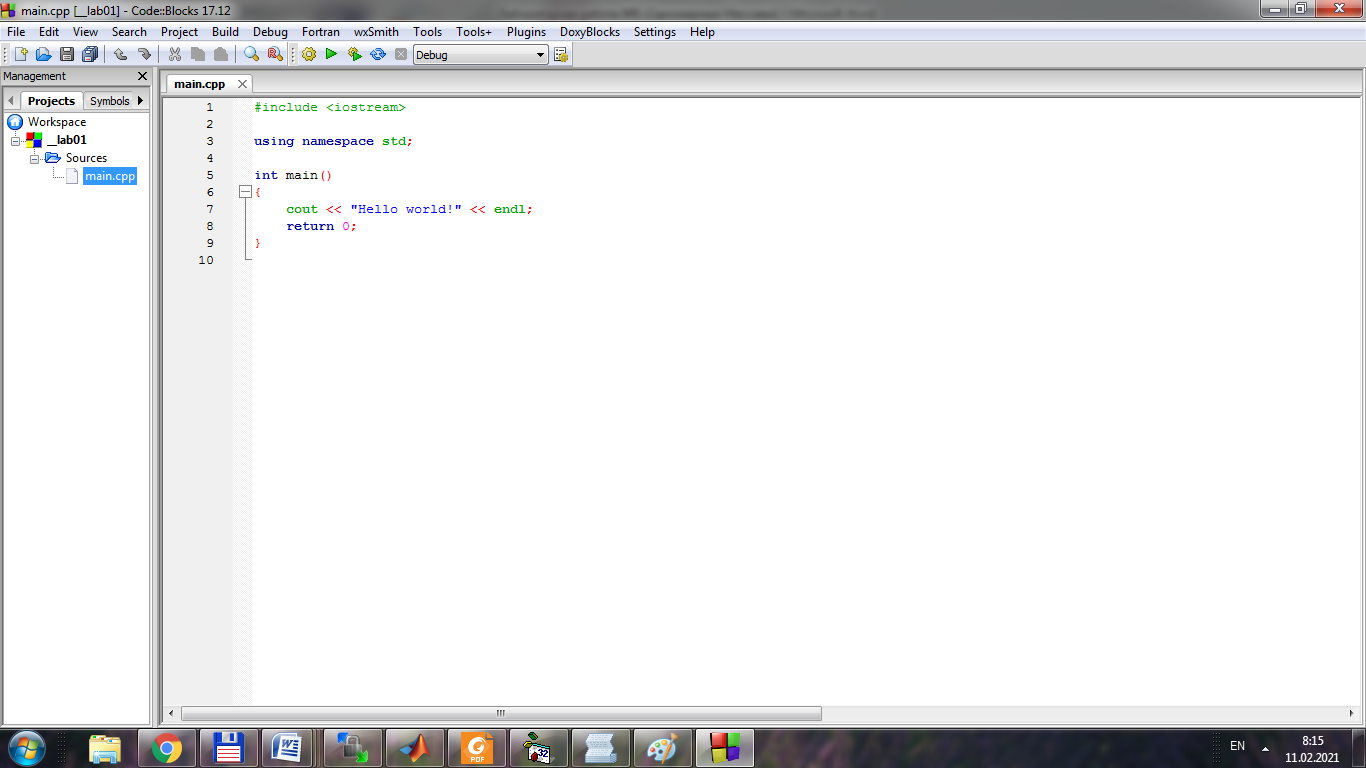 main.cpp [__lab01] - Code::Blocks 17.12
File Edit View Search Project Build Debug Fortran wxSmith Tools Tools+ Plugins DoxyBlocks Settings Help
Debug
Management
main.cpp
Projects Symbols
Workspace
__lab01
Sources
main.cpp
1 #include <iostream>
2
3 using namespace std;
4
5 int main()
6 {
7 cout << "Hello world!" << endl;
8 return 0;
9 }
10
EN
8:15
11.02.2021